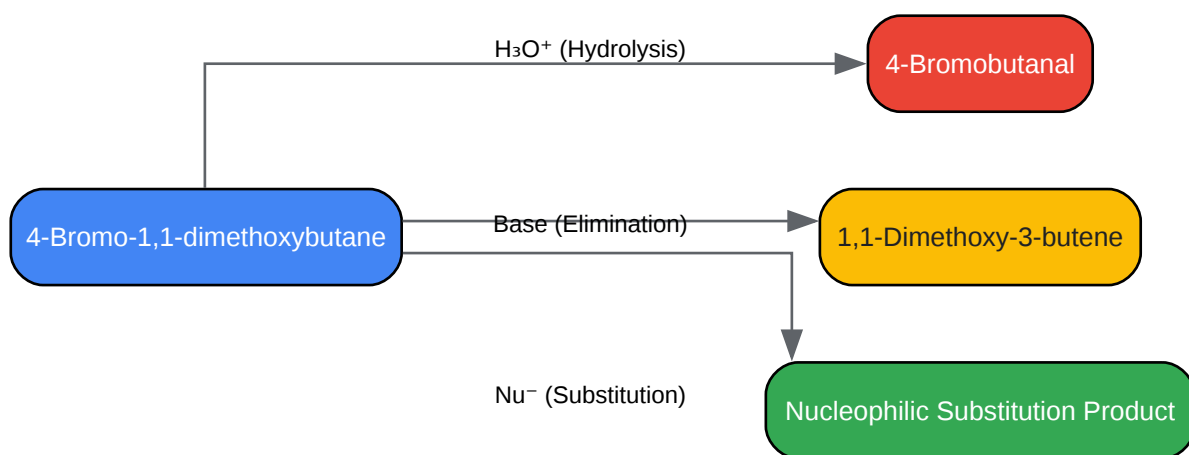 H₃O⁺ (Hydrolysis)
4-Bromobutanal
4-Bromo-1,1-dimethoxybutane
Base (Elimination)
1,1-Dimethoxy-3-butene
Nu⁻ (Substitution)
Nucleophilic Substitution Product